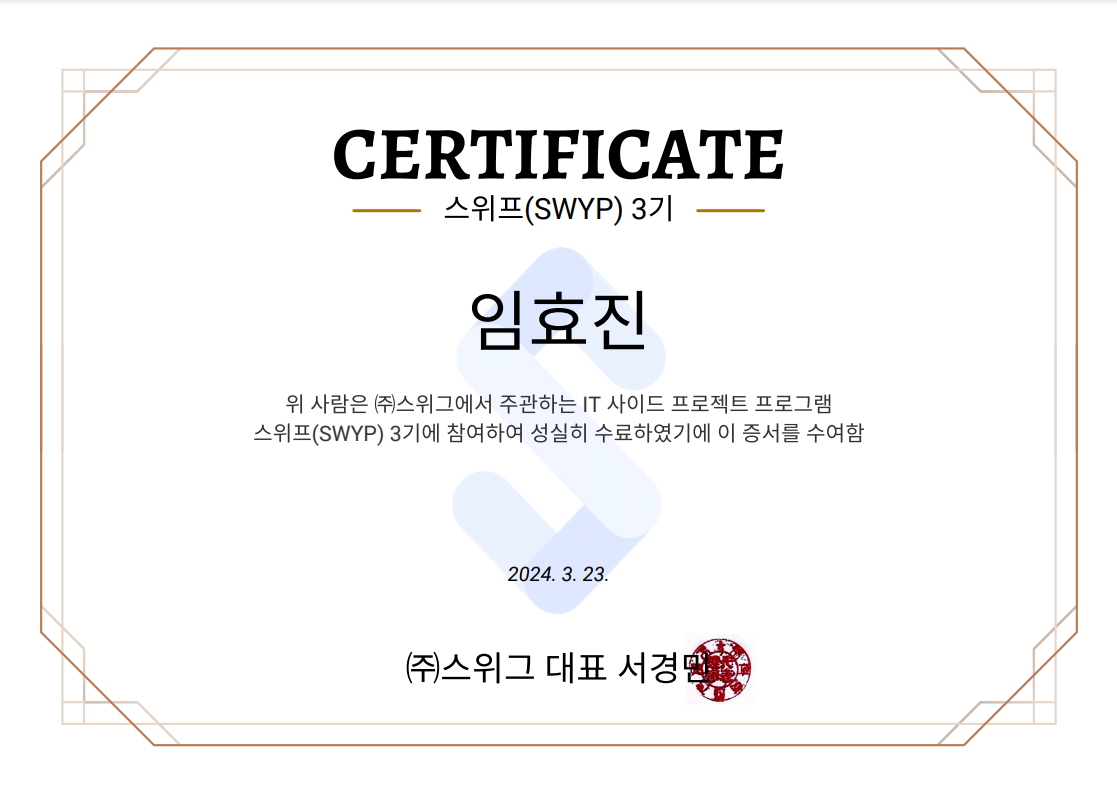 CERTIFICATE
스위프(SWYP) 3기
임효진
위 사람은 ㈜스위그에서 주관하는 IT 사이드 프로젝트 프로그램
스위프(SWYP) 3기에 참여하여 성실히 수료하였기에 이 증서를 수여함
2024. 3. 23.
㈜스위그 대표 서경민